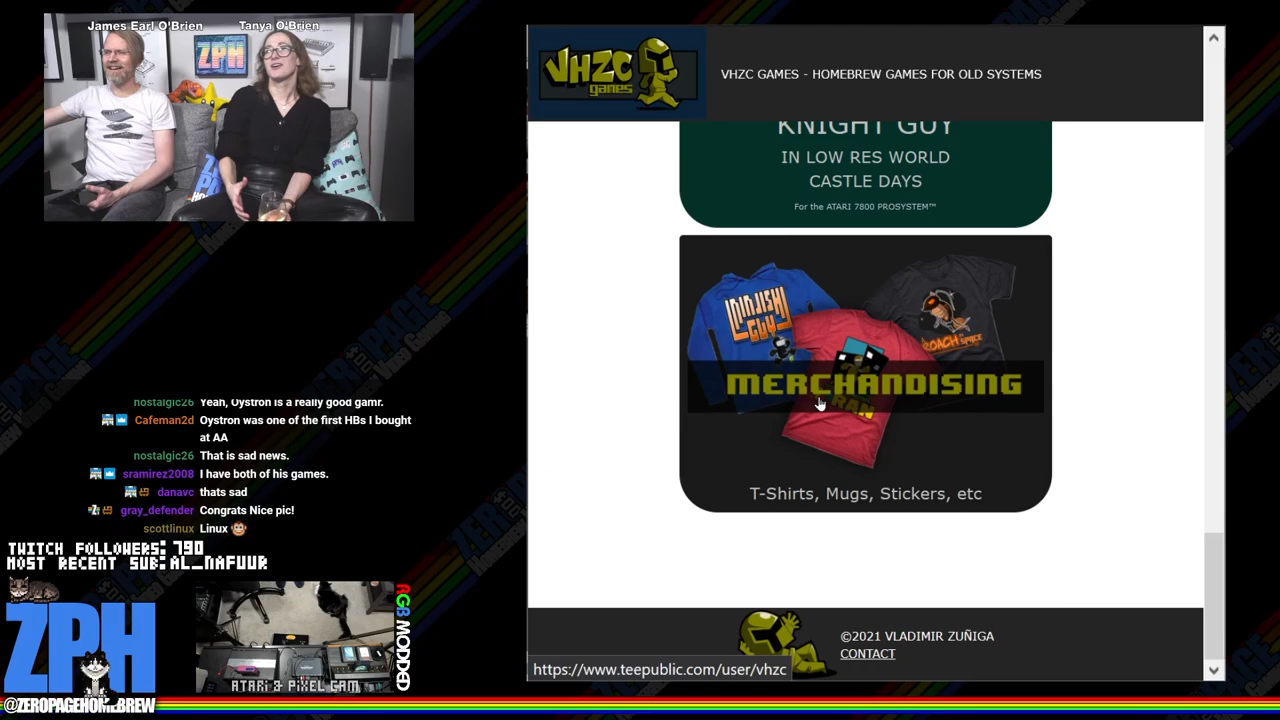 James Earl O'Brien
Tanya O'Brien
ZPH
nostalgic26 Yeah, Oystron is a really good gamr.
Cafeman2d Oystron was one of the first HBs I bought
at AA
nostalgic26 That is sad news.
sramirez2008 I have both of his games.
danavc thats sad
gray_defender Congrats Nice pic!
scottlinux Linux
TWITCH FOLLOWERS: 790
MOST RECENT SUB: AL_NAFUUR
ZPH
@ZEROPAGEHOMEBREW
RGB MODDED
ATARI & PIXEL CAM
VHZC
games
VHZC GAMES - HOMEBREW GAMES FOR OLD SYSTEMS
KNIGHT GUY
IN LOW RES WORLD
CASTLE DAYS
For the ATARI 7800 PROSYSTEM™
NINJISH
GUY
ROACH IN SPACE
MERCHANDISING
RAN
T-Shirts, Mugs, Stickers, etc
©2021 VLADIMIR ZUÑIGA
CONTACT
https://www.teepublic.com/user/vhzc